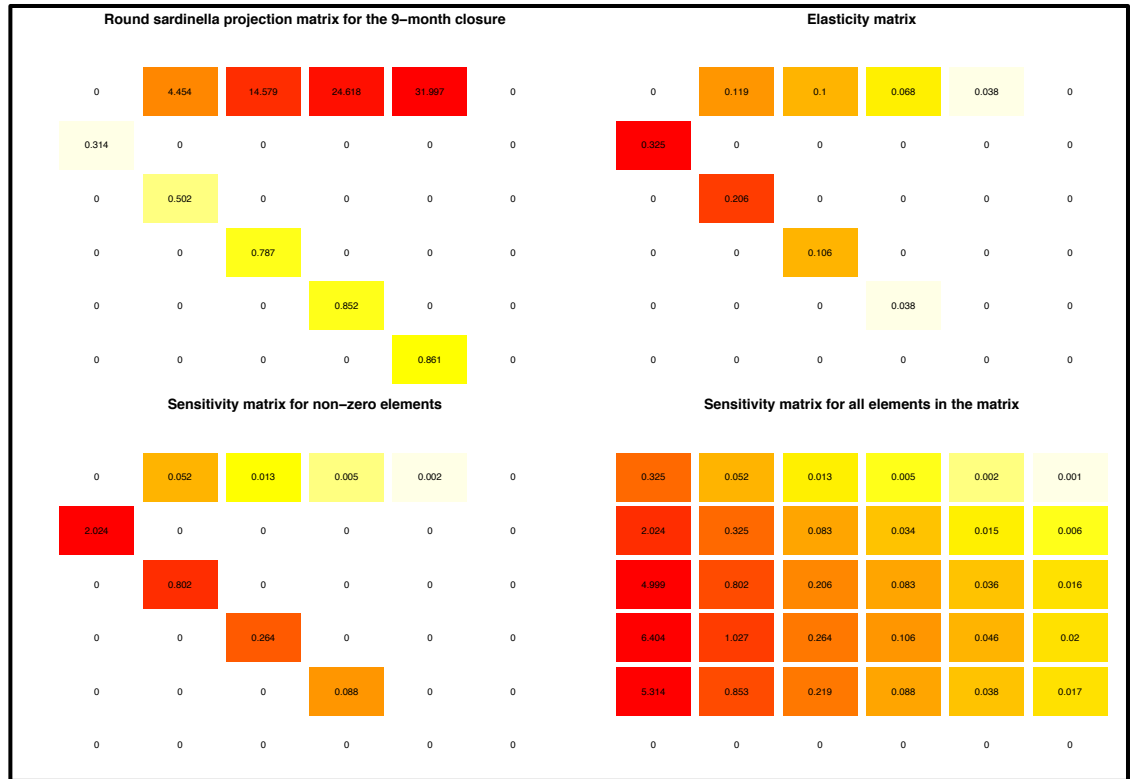 Round sardinella projection matrix for the 9−month closure
0 4.454 14.579 24.618 31.997 0
0.314 0 0 0 0 0
0 0.502 0 0 0 0
0 0 0.787 0 0 0
0 0 0 0.852 0 0
0 0 0 0 0.861 0
Elasticity matrix
0 0.119 0.1 0.068 0.038 0
0.325 0 0 0 0 0
0 0.206 0 0 0 0
0 0 0.106 0 0 0
0 0 0 0.038 0 0
0 0 0 0 0 0
Sensitivity matrix for non−zero elements
0 0.052 0.013 0.005 0.002 0
2.024 0 0 0 0 0
0 0.802 0 0 0 0
0 0 0.264 0 0 0
0 0 0 0.088 0 0
0 0 0 0 0 0
Sensitivity matrix for all elements in the matrix
0.325 0.052 0.013 0.005 0.002 0.001
2.024 0.325 0.083 0.034 0.015 0.006
4.999 0.802 0.206 0.083 0.036 0.016
6.404 1.027 0.264 0.106 0.046 0.02
5.314 0.853 0.219 0.088 0.038 0.017
0 0 0 0 0 0